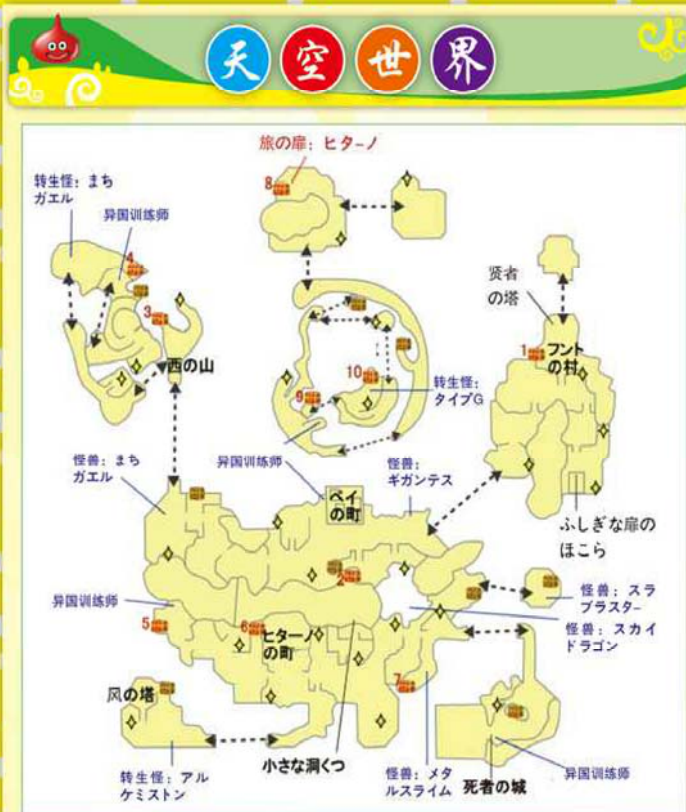 天空世界
旅の扉：ヒターノ
8
转生怪：まち
ガエル
异国训练师
4
3
西の山
贤者
の塔
1
フント
の村
10
9
转生怪：
タイプG
怪兽：まち
ガエル
异国训练师
ベイ
の町
怪兽：
ギガンテス
ふしぎな扉の
ほこら
2
异国训练师
怪兽：スラ
ブラスター
怪兽：スカイ
ドラゴン
5
6
ヒターノ
の町
7
风の塔
小さな洞くつ
转生怪：アル
ケミストン
怪兽：メタ
ルスライム
死者の城
异国训练师